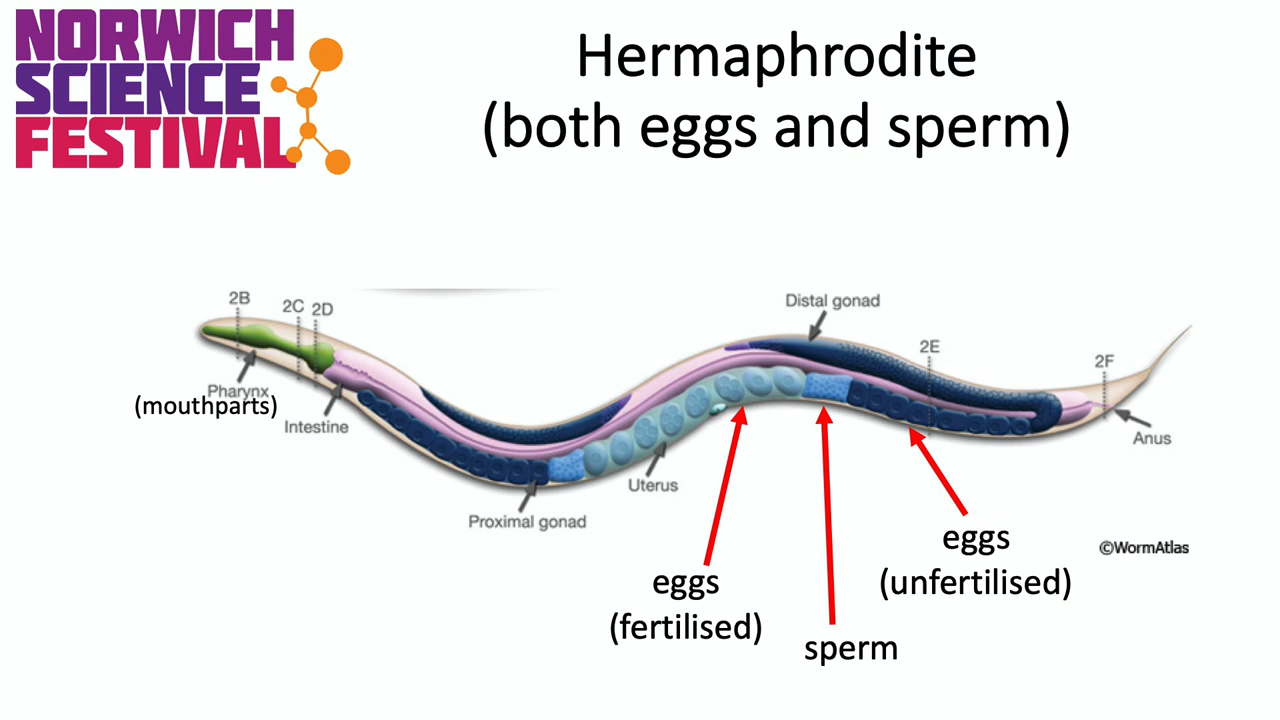 NORWICH
SCIENCE
FESTIVAL
Hermaphrodite
(both eggs and sperm)
2B
2C
2D
Distal gonad
2E
2F
Pharynx
(mouthparts)
Intestine
Anus
Uterus
Proximal gonad
eggs
(unfertilised)
©WormAtlas
eggs
(fertilised)
sperm